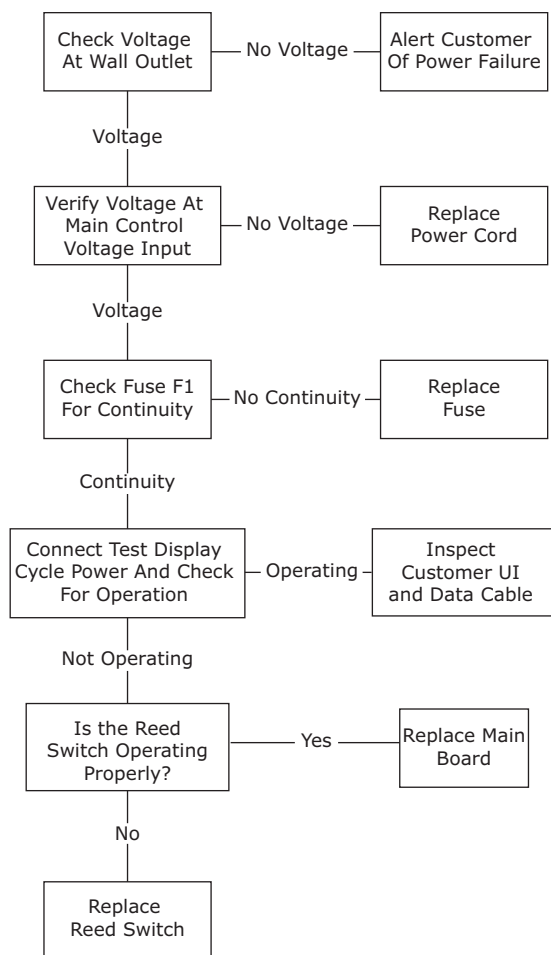 Check Voltage
At Wall Outlet
No Voltage
Alert Customer
Of Power Failure
Voltage
Verify Voltage At
Main Control
Voltage Input
No Voltage
Replace
Power Cord
Voltage
Check Fuse F1
For Continuity
No Continuity
Replace
Fuse
Continuity
Connect Test Display
Cycle Power And Check
For Operation
Operating
Inspect
Customer UI
and Data Cable
Not Operating
Is the Reed
Switch Operating
Properly?
Yes
Replace Main
Board
No
Replace
Reed Switch